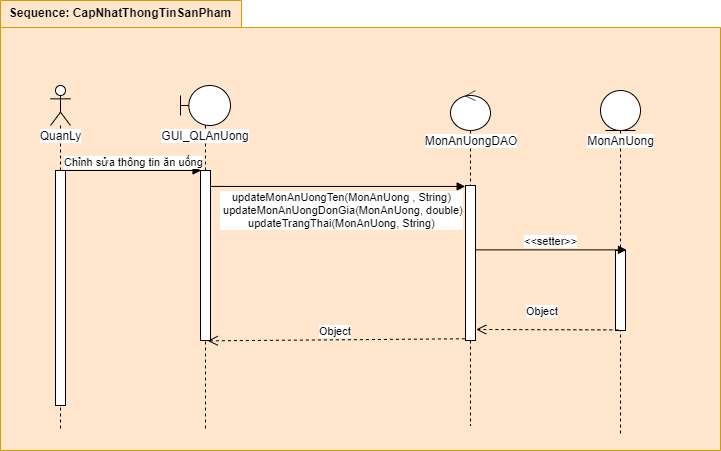 Sequence: CapNhatThongTinSanPham
QuanLy
GUI_QLAnUong
MonAnUongDAO
MonAnUong
Chỉnh sửa thông tin ăn uống
updateMonAnUongTen(MonAnUong , String)
updateMonAnUongDonGia(MonAnUong, double)
updateTrangThai(MonAnUong, String)
<<setter>>
Object
Object